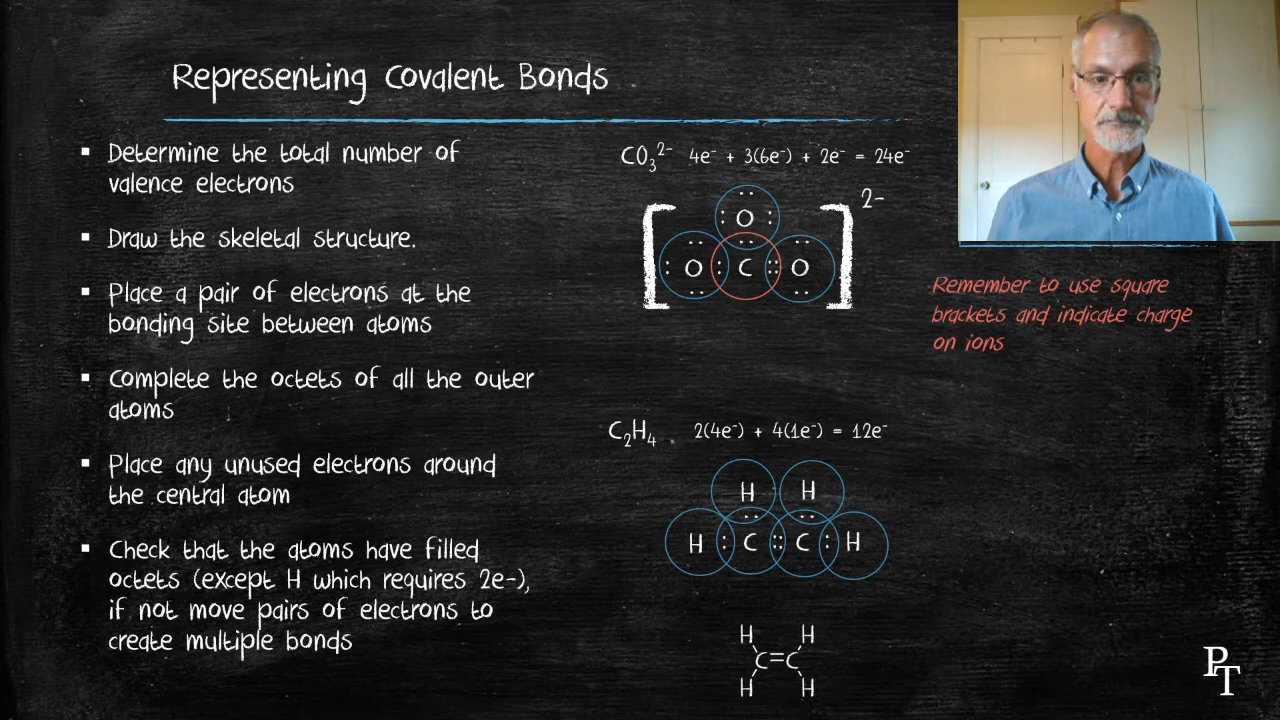 Representing Covalent Bonds
▪ Determine the total number of
valence electrons
▪ Draw the skeletal structure.
▪ Place a pair of electrons at the
bonding site between atoms
▪ Complete the octets of all the outer
atoms
▪ Place any unused electrons around
the central atom
▪ Check that the atoms have filled
octets (except H which requires 2e-),
if not move pairs of electrons to
create multiple bonds
CO₃²⁻ 4e⁻ + 3(6e⁻) + 2e⁻ = 24e⁻
2-
O
O C O
Remember to use square
brackets and indicate charge
on ions
C₂H₄ 2(4e⁻) + 4(1e⁻) = 12e⁻
H H
H C C H
H H
C=C
H H
PT